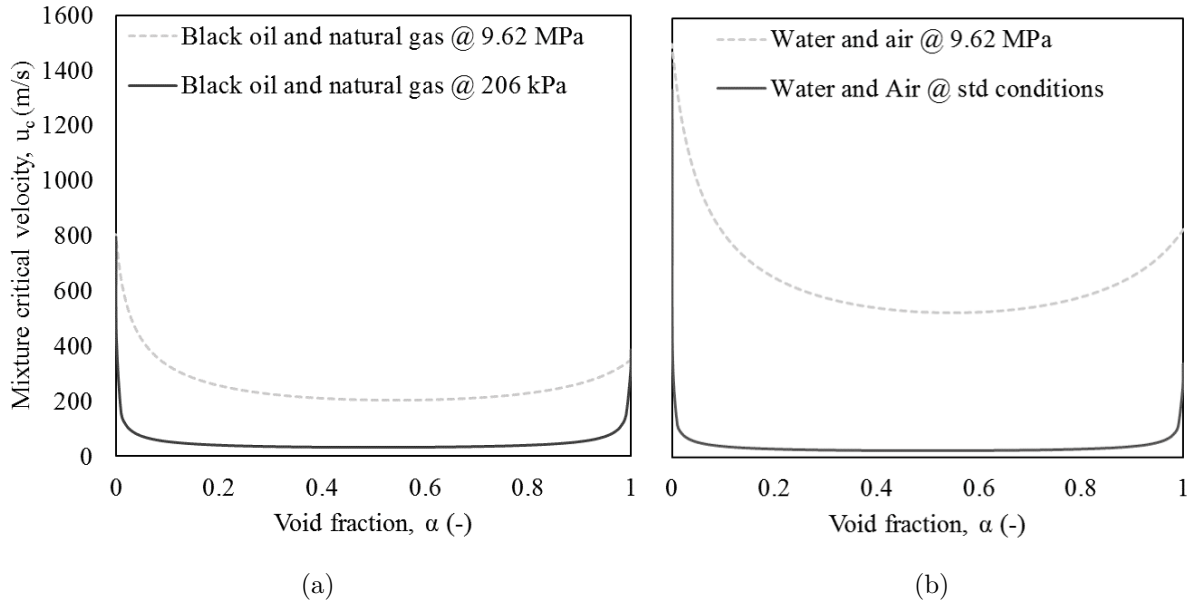 Mixture critical velocity, u_c (m/s)
1600
1400
1200
1000
800
600
400
200
0
Black oil and natural gas @ 9.62 MPa
Black oil and natural gas @ 206 kPa
0 0.2 0.4 0.6 0.8 1
Void fraction, α (-)
(a)
Water and air @ 9.62 MPa
Water and Air @ std conditions
0 0.2 0.4 0.6 0.8 1
Void fraction, α (-)
(b)